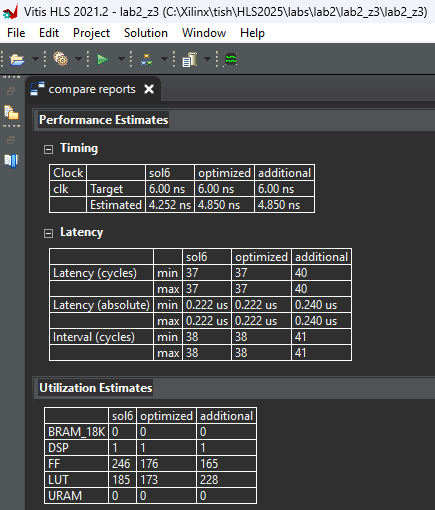 Vitis HLS 2021.2 - lab2_z3 (C:\Xilinx\tish\HLS2025\labs\lab2\lab2_z3\lab2_z3)
File Edit Project Solution Window Help
compare reports
Performance Estimates
Timing
Clock sol6 optimized additional
clk Target 6.00 ns 6.00 ns 6.00 ns
Estimated 4.252 ns 4.850 ns 4.850 ns
Latency
sol6 optimized additional
Latency (cycles) min 37 37 40
max 37 37 40
Latency (absolute) min 0.222 us 0.222 us 0.240 us
max 0.222 us 0.222 us 0.240 us
Interval (cycles) min 38 38 41
max 38 38 41
Utilization Estimates
sol6 optimized additional
BRAM_18K 0 0 0
DSP 1 1 1
FF 246 176 165
LUT 185 173 228
URAM 0 0 0